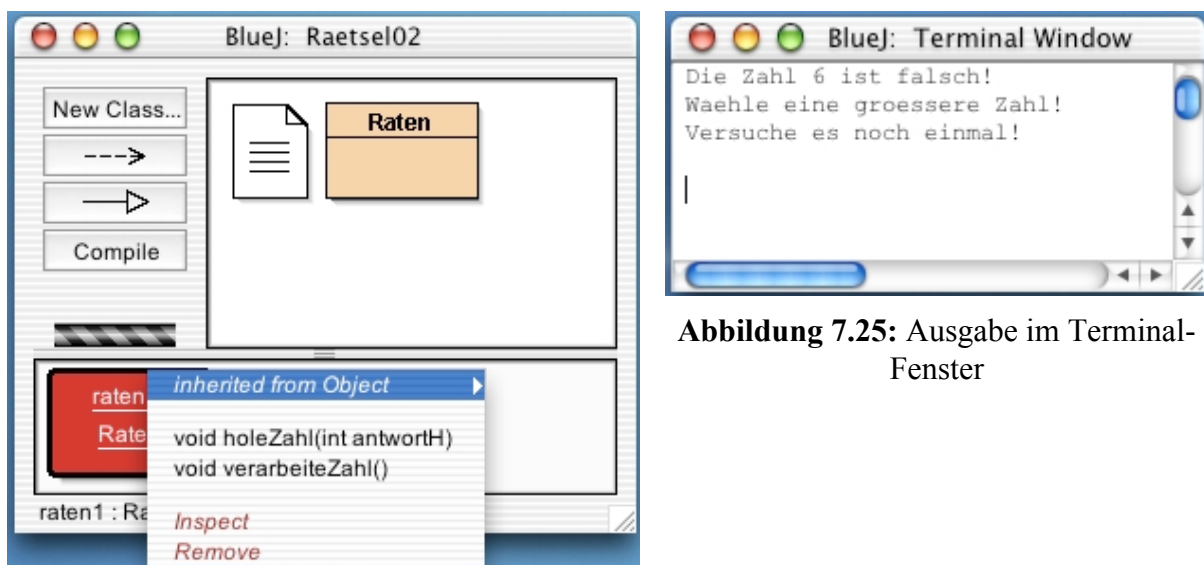 BlueJ: Raetsel02
New Class...
Compile
Raten
raten
Rate
inherited from Object
void holeZahl(int antwortH)
void verarbeiteZahl()
Inspect
Remove
raten1 : Ra
BlueJ: Terminal Window
Die Zahl 6 ist falsch!
Waehle eine groessere Zahl!
Versuche es noch einmal!
Abbildung 7.25: Ausgabe im Terminal-
Fenster